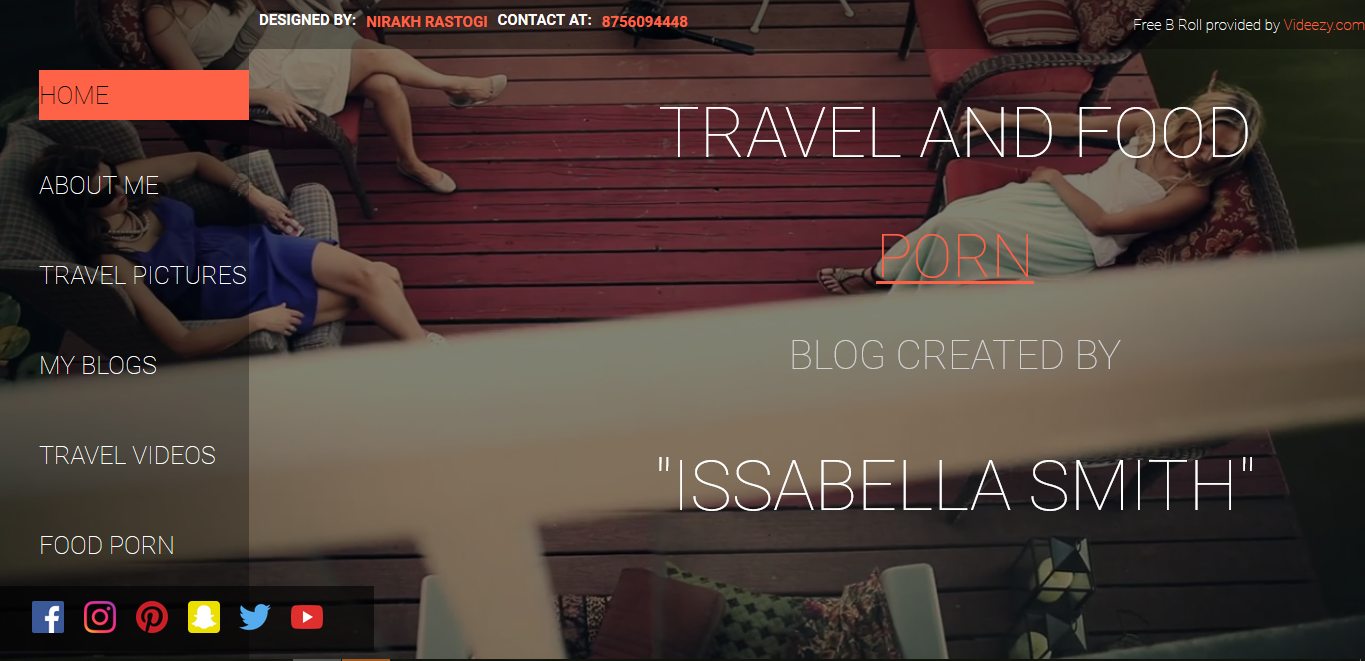 DESIGNED BY: NIRAKH RASTOGI CONTACT AT: 8756094448
Free B Roll provided by Videezy.com
HOME
ABOUT ME
TRAVEL PICTURES
MY BLOGS
TRAVEL VIDEOS
FOOD PORN
TRAVEL AND FOOD
PORN
BLOG CREATED BY
"ISSABELLA SMITH"